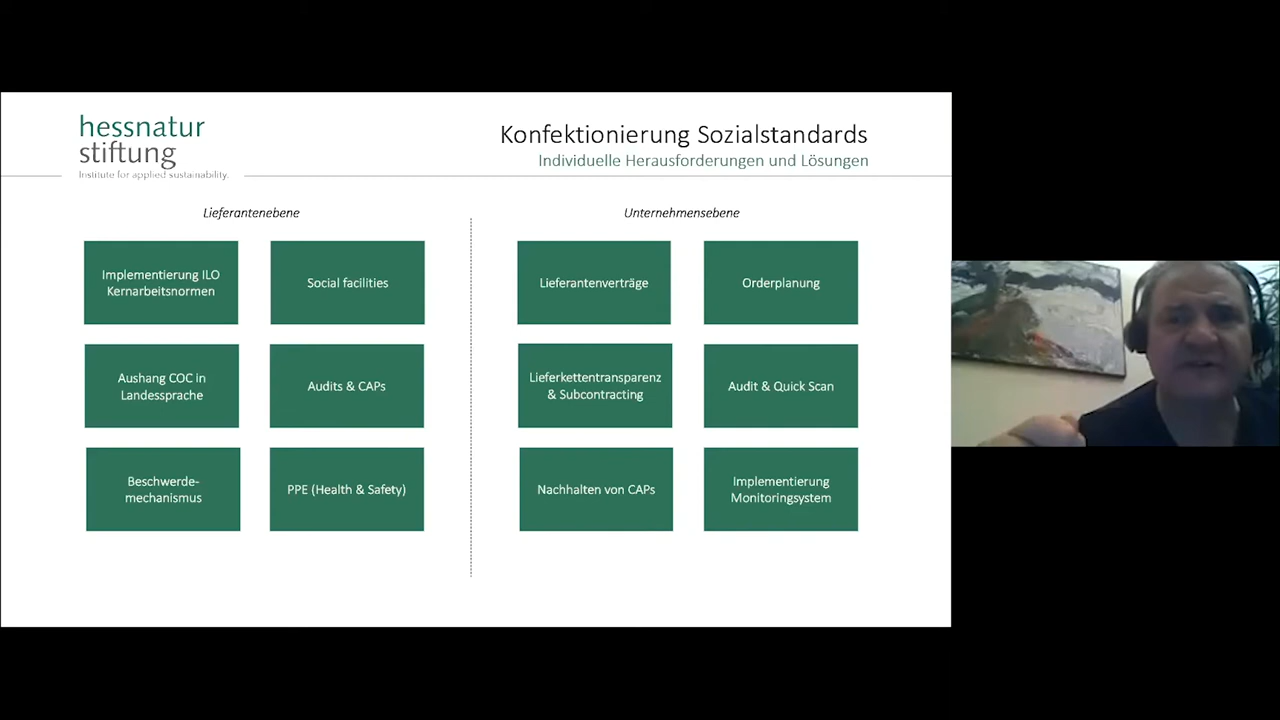 hessnatur
stiftung
Institute for applied sustainability.
Konfektionierung Sozialstandards
Individuelle Herausforderungen und Lösungen
Lieferantenebene
Implementierung ILO
Kernarbeitsnormen
Social facilities
Aushang COC in
Landessprache
Audits & CAPs
Beschwerde-
mechanismus
PPE (Health & Safety)
Unternehmensebene
Lieferantenverträge
Orderplanung
Lieferkettentransparenz
& Subcontracting
Audit & Quick Scan
Nachhalten von CAPs
Implementierung
Monitoringsystem